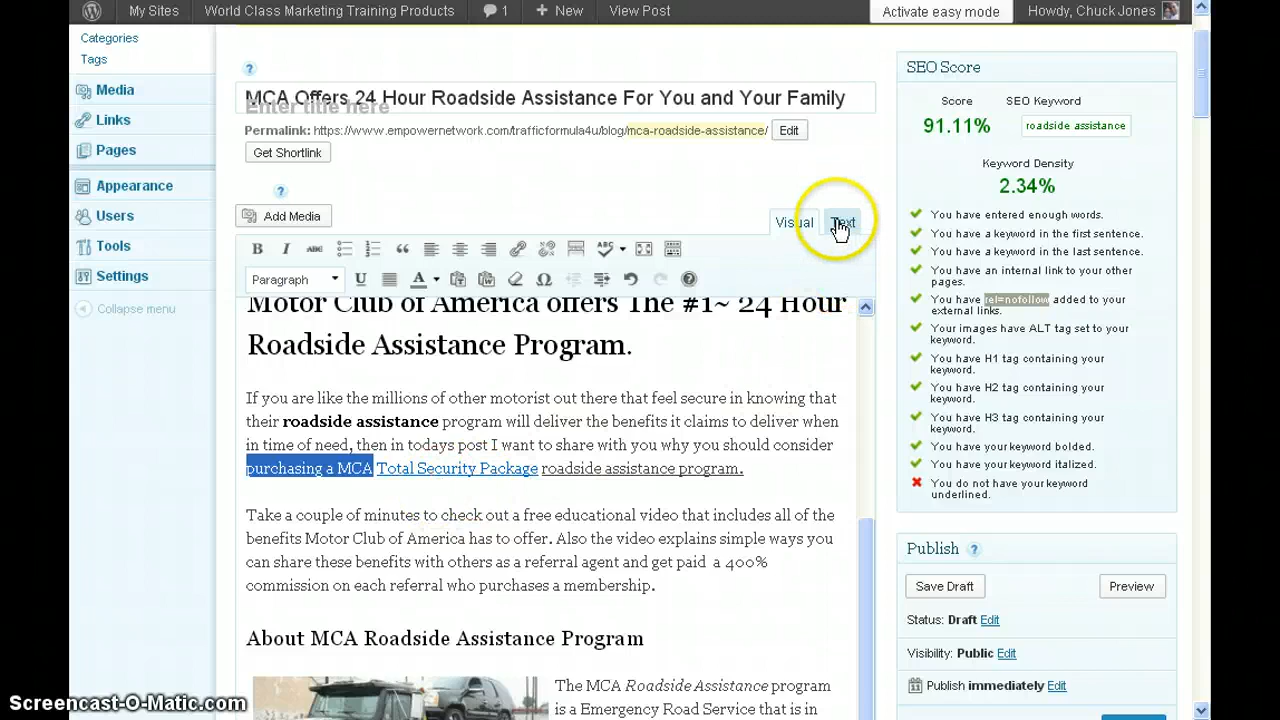 My Sites World Class Marketing Training Products 1 + New View Post Activate easy mode Howdy, Chuck Jones
Categories
Tags
Media
Links
Pages
Appearance
Users
Tools
Settings
Collapse menu
?
Enter title here
MCA Offers 24 Hour Roadside Assistance For You and Your Family
Permalink: https://www.empowernetwork.com/trafficformula4u/blog/mca-roadside-assistance/ Edit
Get Shortlink
?
Add Media
Visual Text
B I ABC “ ABC
Paragraph U A Ω ?
Motor Club of America offers The #1~ 24 Hour
Roadside Assistance Program.
If you are like the millions of other motorist out there that feel secure in knowing that
their roadside assistance program will deliver the benefits it claims to deliver when
in time of need, then in todays post I want to share with you why you should consider
purchasing a MCA Total Security Package roadside assistance program.
Take a couple of minutes to check out a free educational video that includes all of the
benefits Motor Club of America has to offer. Also the video explains simple ways you
can share these benefits with others as a referral agent and get paid a 400%
commission on each referral who purchases a membership.
About MCA Roadside Assistance Program
The MCA Roadside Assistance program
is a Emergency Road Service that is in
SEO Score
Score SEO Keyword
91.11% roadside assistance
Keyword Density
2.34%
You have entered enough words.
You have a keyword in the first sentence.
You have a keyword in the last sentence.
You have an internal link to your other
pages.
You have rel=nofollow added to your
external links.
Your images have ALT tag set to your
keyword.
You have H1 tag containing your
keyword.
You have H2 tag containing your
keyword.
You have H3 tag containing your
keyword.
You have your keyword bolded.
You have your keyword italized.
You do not have your keyword
underlined.
Publish ?
Save Draft Preview
Status: Draft Edit
Visibility: Public Edit
Publish immediately Edit
Screencast-O-Matic.com